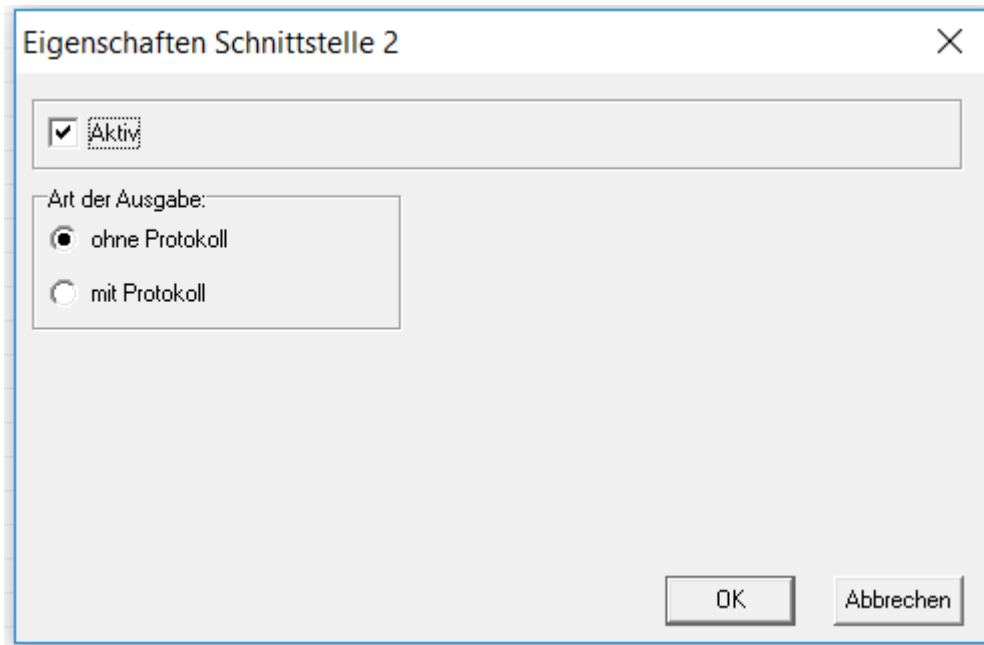 Eigenschaften Schnittstelle 2
Aktiv
Art der Ausgabe:
ohne Protokoll
mit Protokoll
OK
Abbrechen